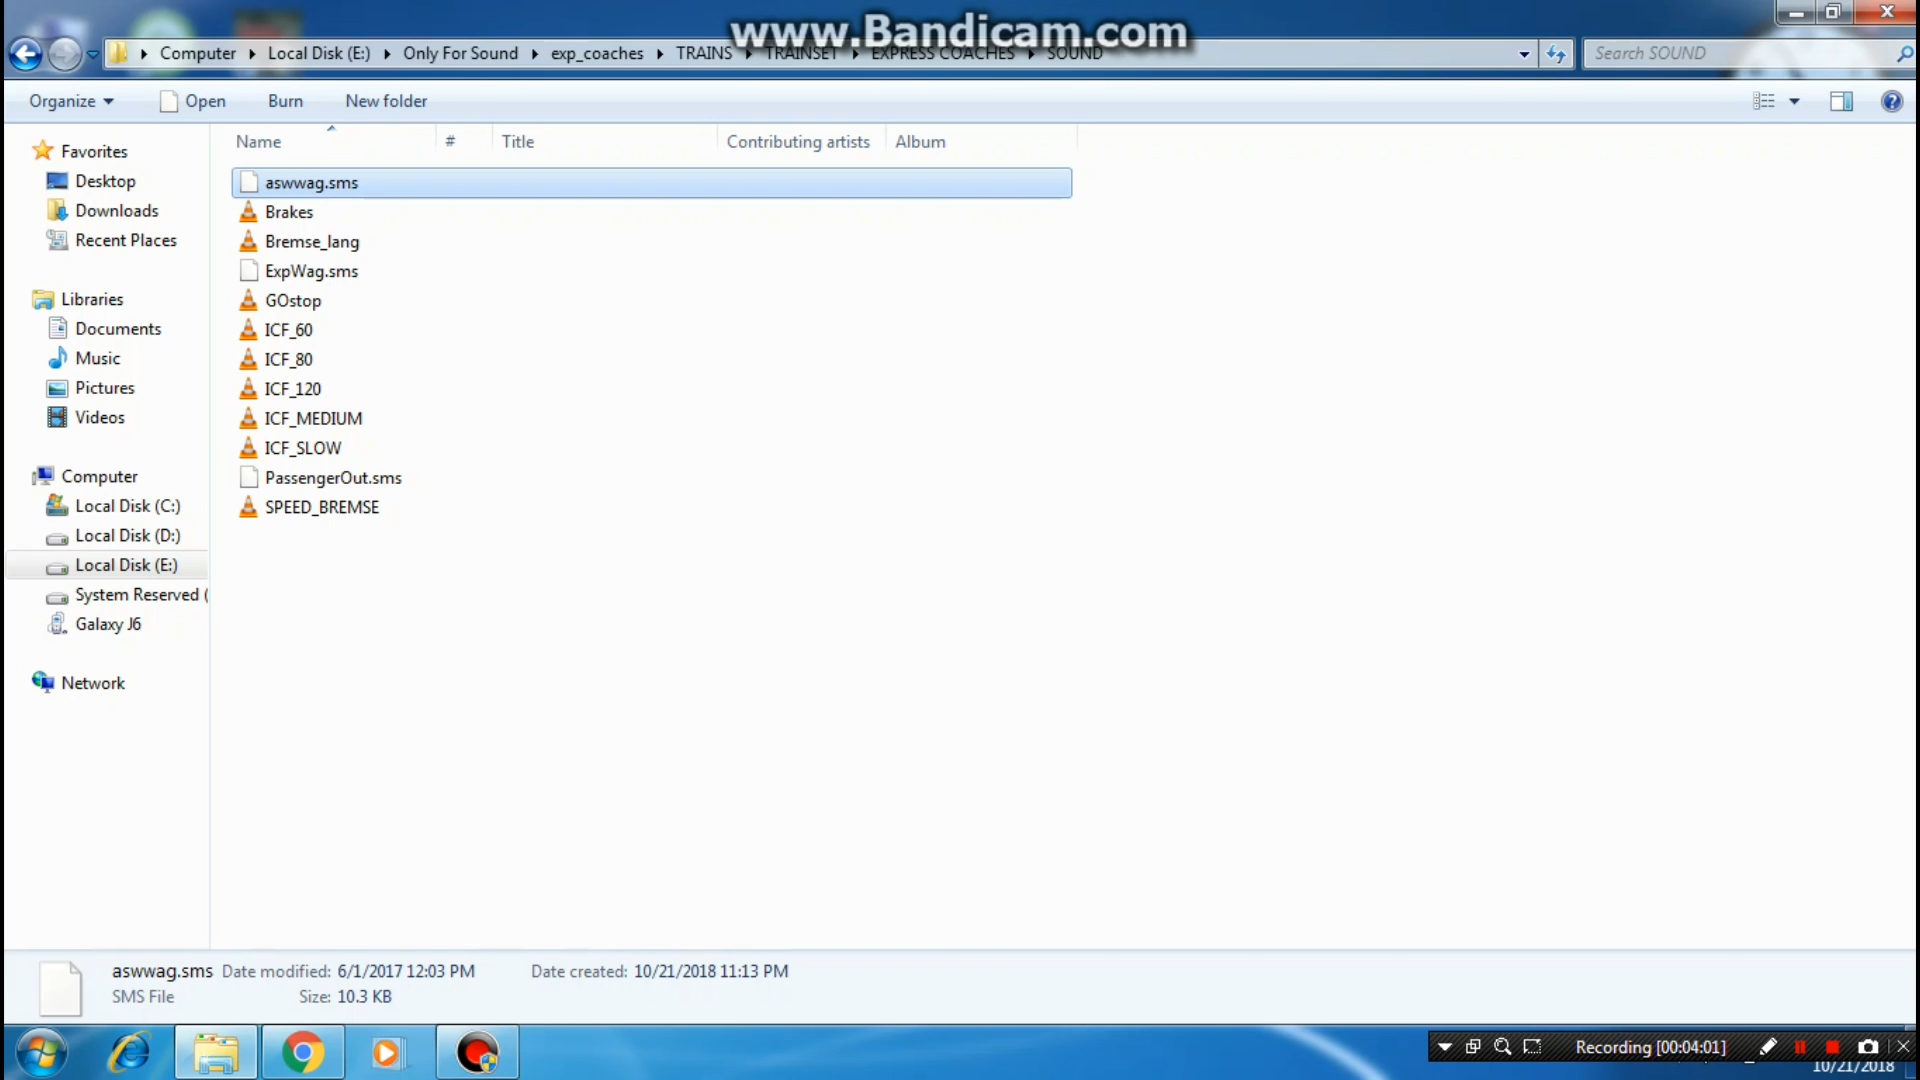 www.Bandicam.com
Computer Local Disk (E:) Only For Sound exp_coaches TRAINS TRAINSET EXPRESS COACHES SOUND
Search SOUND
Organize Open Burn New folder
Name # Title Contributing artists Album
Favorites
Desktop
Downloads
Recent Places
Libraries
Documents
Music
Pictures
Videos
Computer
Local Disk (C:)
Local Disk (D:)
Local Disk (E:)
System Reserved (
Galaxy J6
Network
aswwag.sms
Brakes
Bremse_lang
ExpWag.sms
GOstop
ICF_60
ICF_80
ICF_120
ICF_MEDIUM
ICF_SLOW
PassengerOut.sms
SPEED_BREMSE
aswwag.sms Date modified: 6/1/2017 12:03 PM Date created: 10/21/2018 11:13 PM
SMS File Size: 10.3 KB
Recording [00:04:01]
10/21/2018